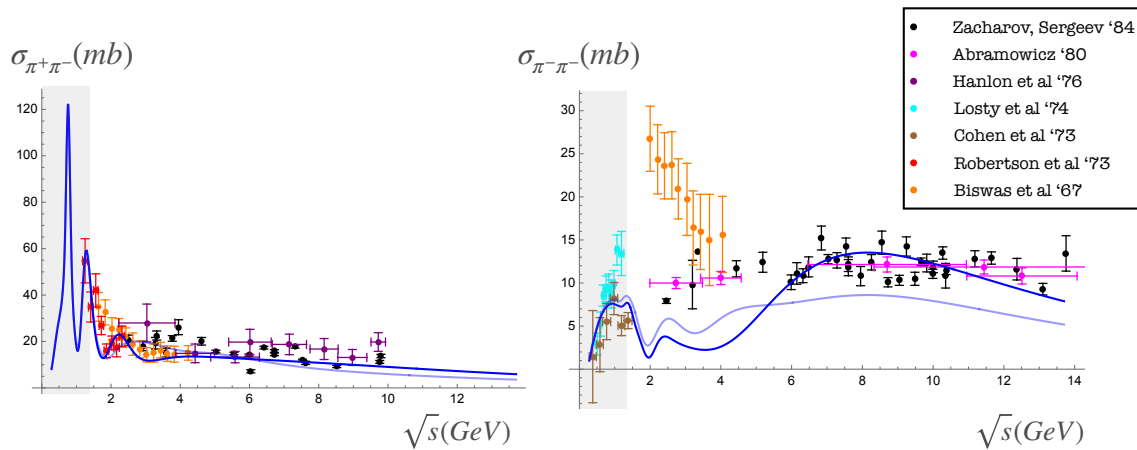 σπ+π−(mb)
120
100
80
60
40
20
2
4
6
8
10
12
√s(GeV)
σπ−π−(mb)
30
25
20
15
10
5
2
4
6
8
10
12
14
√s(GeV)
Zacharov, Sergeev ‘84
Abramowicz ‘80
Hanlon et al ‘76
Losty et al ‘74
Cohen et al ‘73
Robertson et al ‘73
Biswas et al ‘67